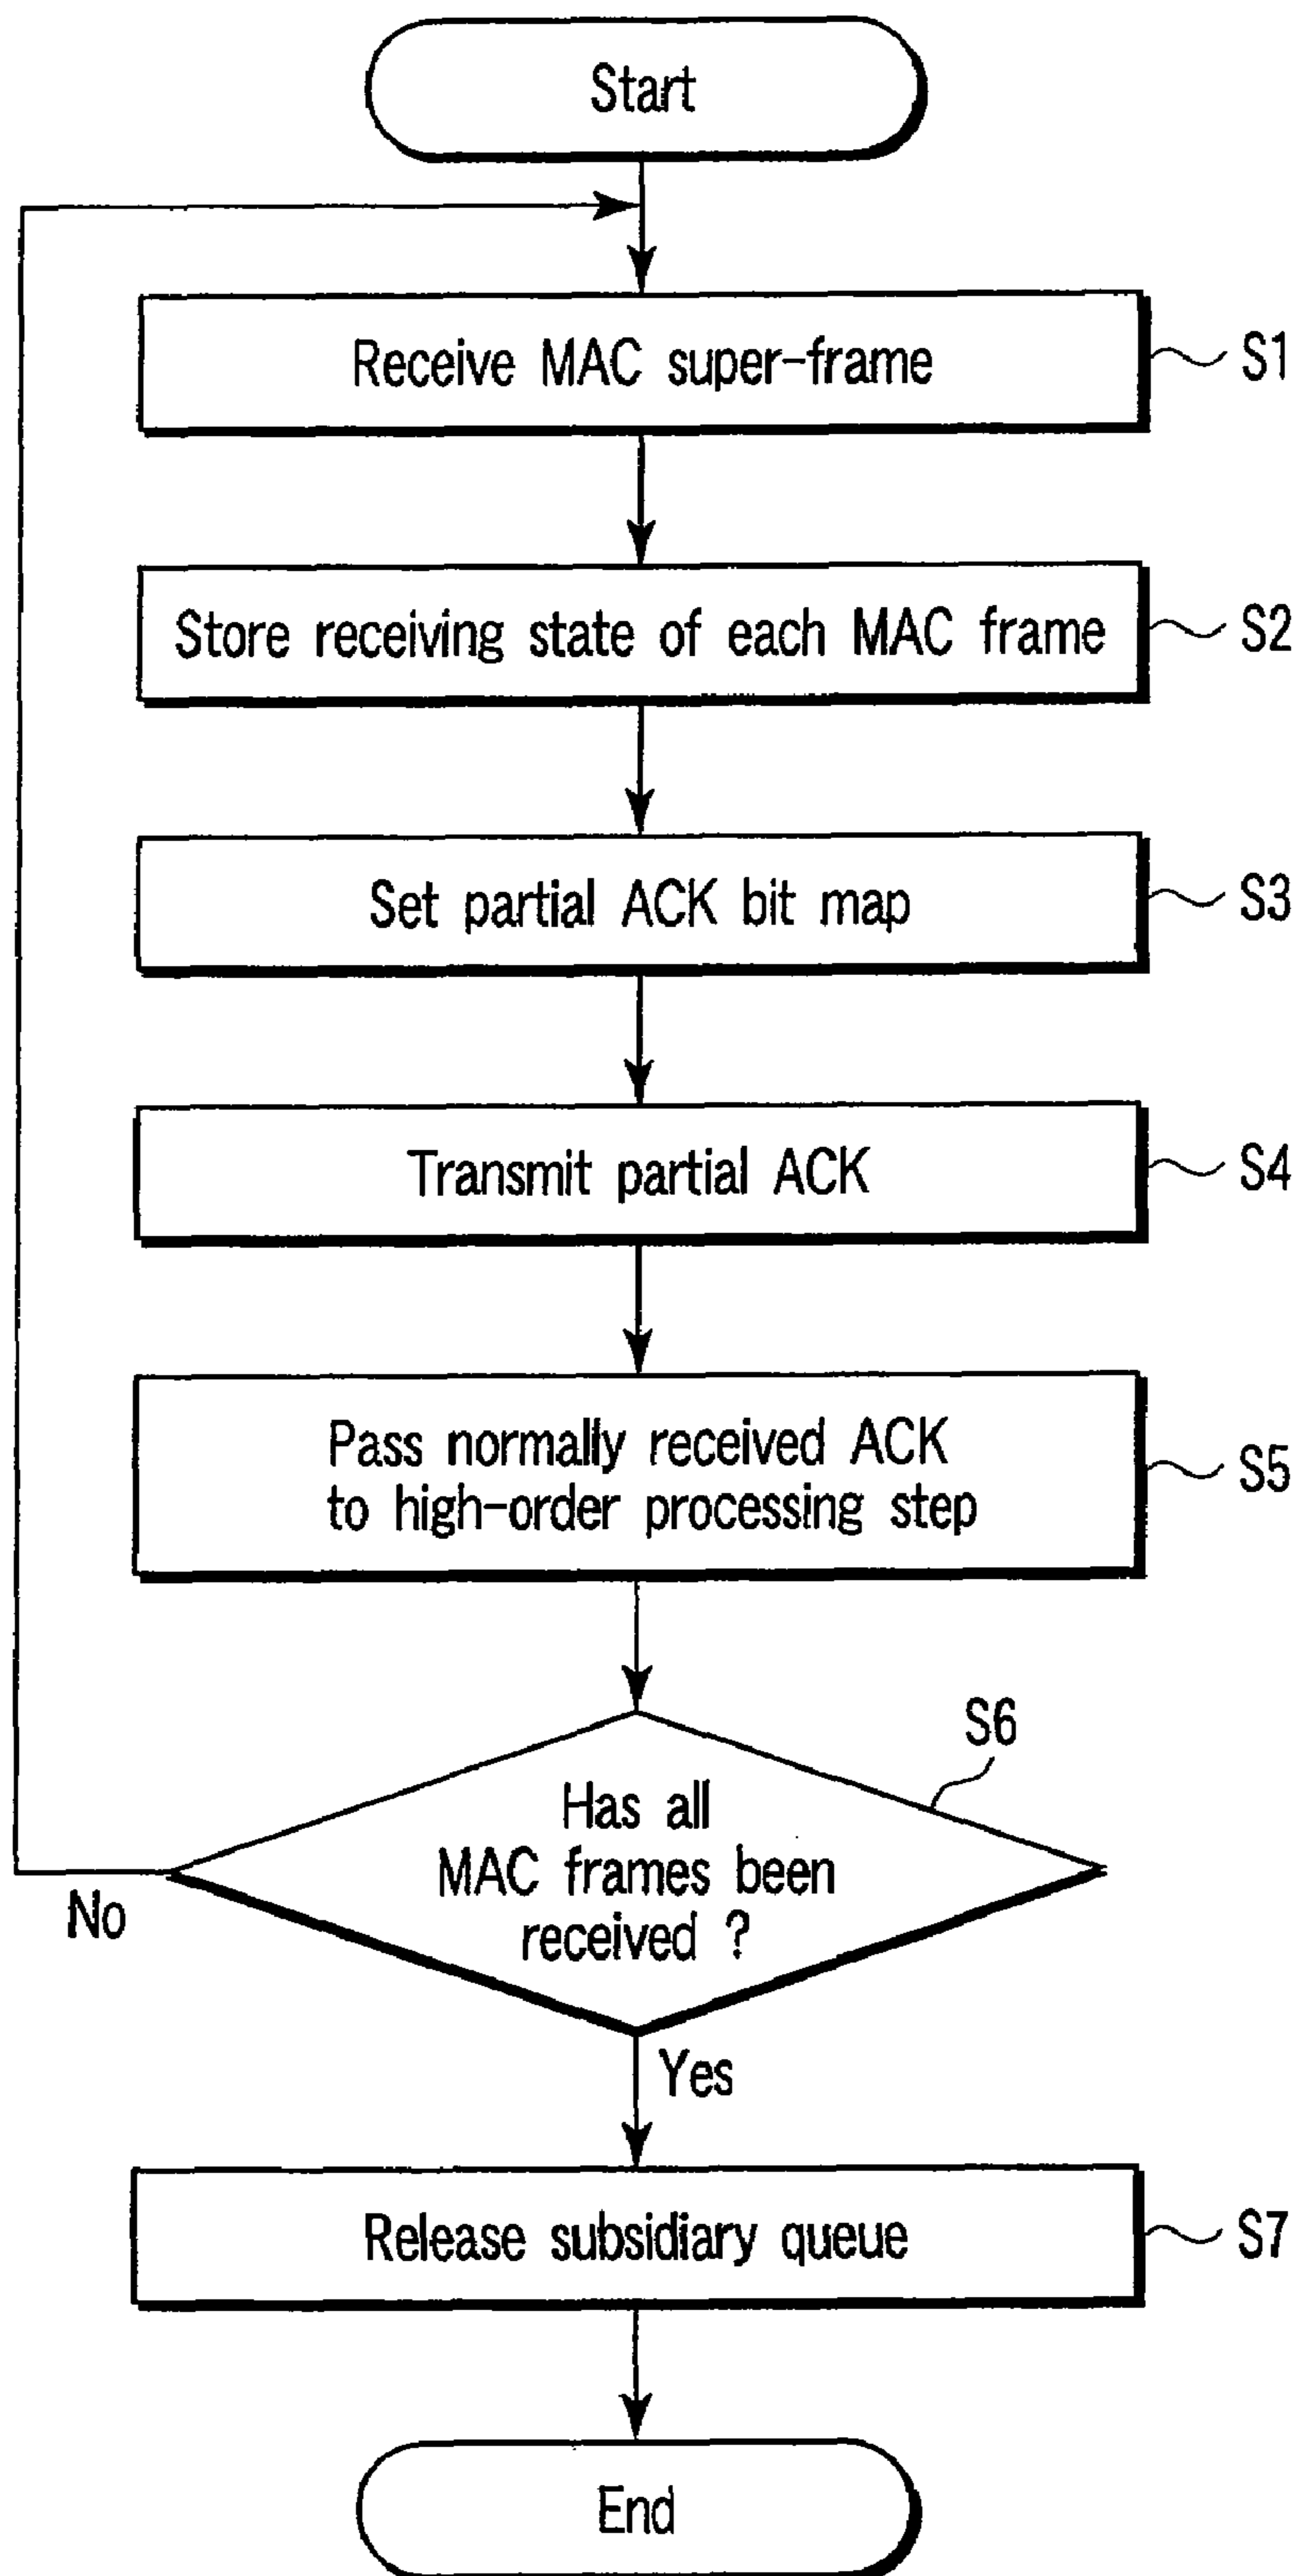 Start
Receive MAC super-frame
S1
Store receiving state of each MAC frame
S2
Set partial ACK bit map
S3
Transmit partial ACK
S4
Pass normally received ACK
to high-order processing step
S5
S6
Has all
MAC frames been
received ?
No
Yes
Release subsidiary queue
S7
End